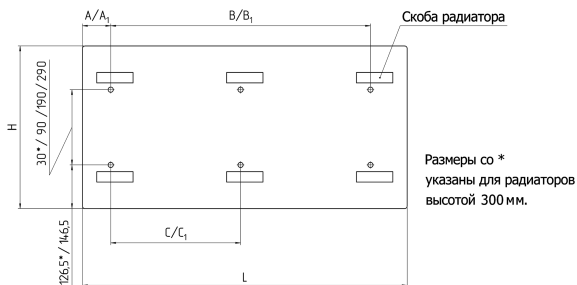 A/A₁
B/B₁
Скоба радиатора
30*/ 90 /190/290
H
Размеры со *
указаны для радиаторов
высотой 300 мм.
126,5*/ 146,5
C/C₁
L